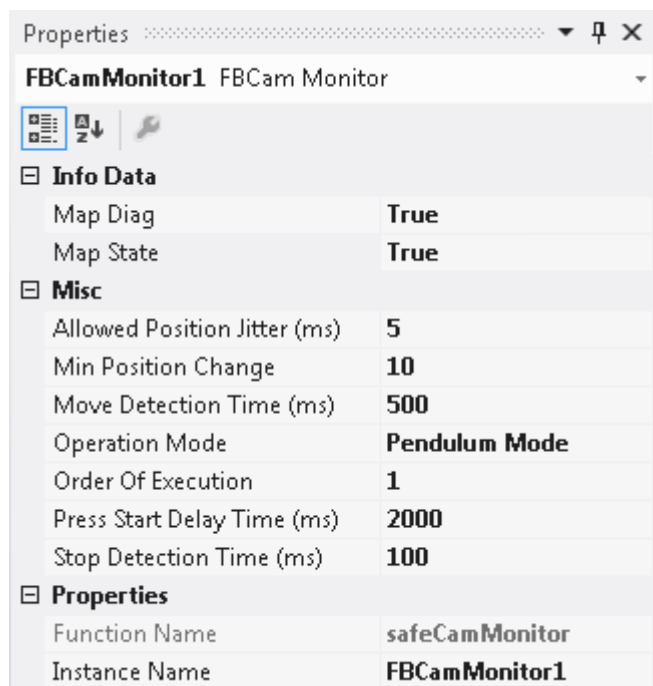 Properties
FBCamMonitor1 FBCam Monitor
Info Data
Map Diag True
Map State True
Misc
Allowed Position Jitter (ms) 5
Min Position Change 10
Move Detection Time (ms) 500
Operation Mode Pendulum Mode
Order Of Execution 1
Press Start Delay Time (ms) 2000
Stop Detection Time (ms) 100
Properties
Function Name safeCamMonitor
Instance Name FBCamMonitor1